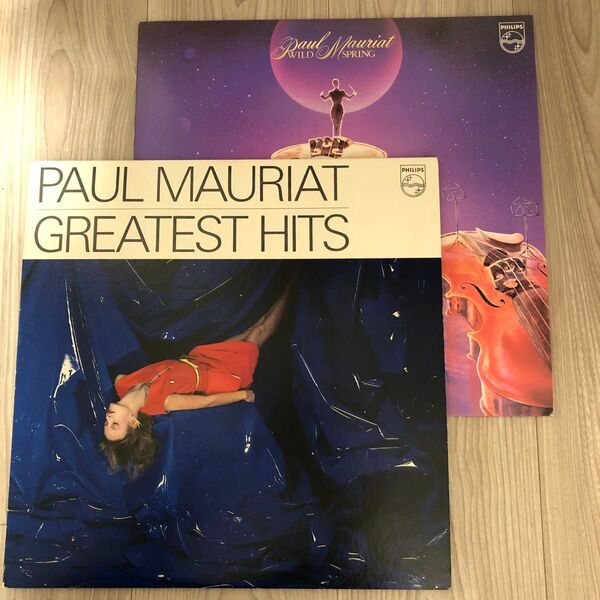 Paul Mauriat
WILD SPRING
PHILIPS
PAUL MAURIAT
GREATEST HITS
PHILIPS